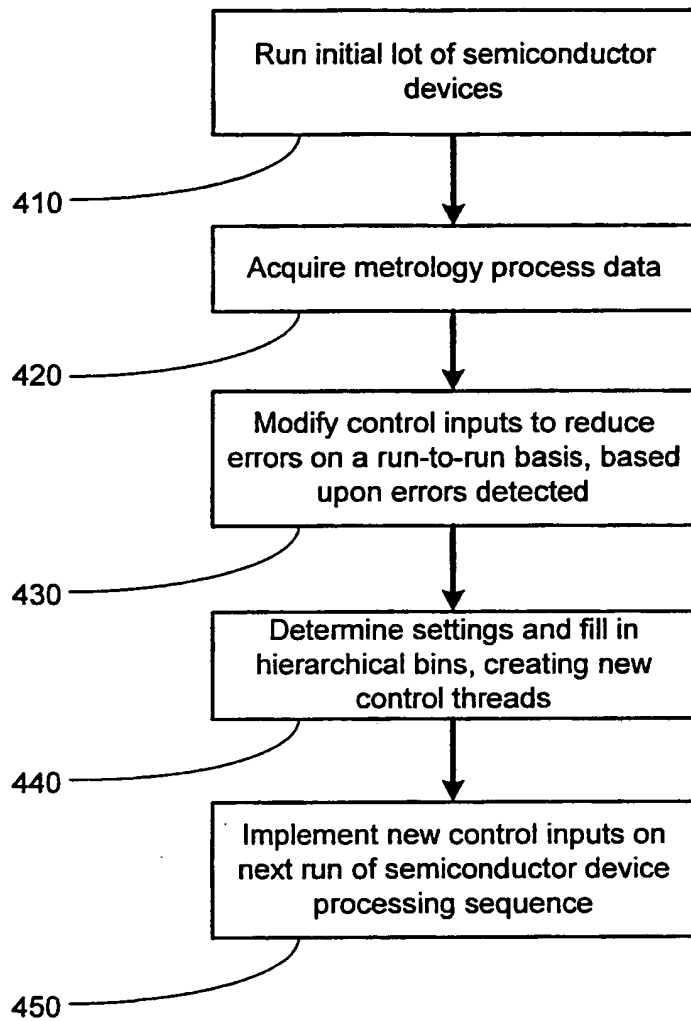 Run initial lot of semiconductor
devices
410
Acquire metrology process data
420
Modify control inputs to reduce
errors on a run-to-run basis, based
upon errors detected
430
Determine settings and fill in
hierarchical bins, creating new
control threads
440
Implement new control inputs on
next run of semiconductor device
processing sequence
450